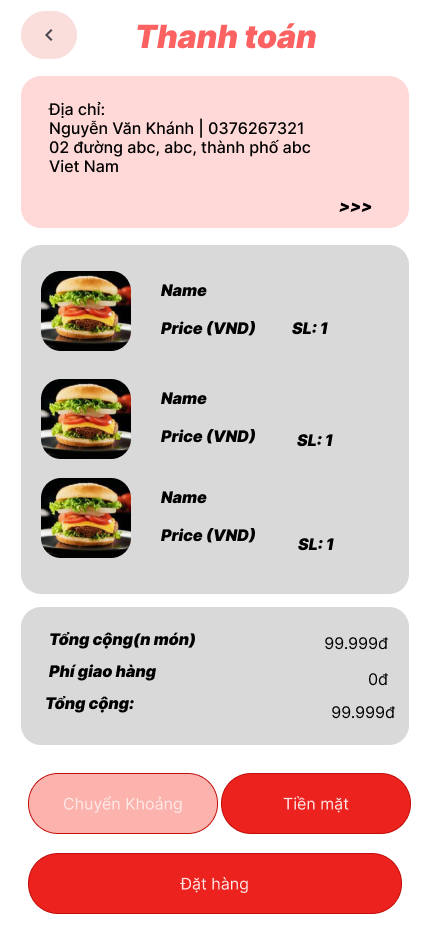 Thanh toán
Địa chỉ:
Nguyễn Văn Khánh | 0376267321
02 đường abc, abc, thành phố abc
Viet Nam
>>>
Name
Price (VND) SL: 1
Name
Price (VND) SL: 1
Name
Price (VND) SL: 1
Tổng cộng(n món) 99.999đ
Phí giao hàng 0đ
Tổng cộng: 99.999đ
Chuyển Khoảng Tiền mặt
Đặt hàng